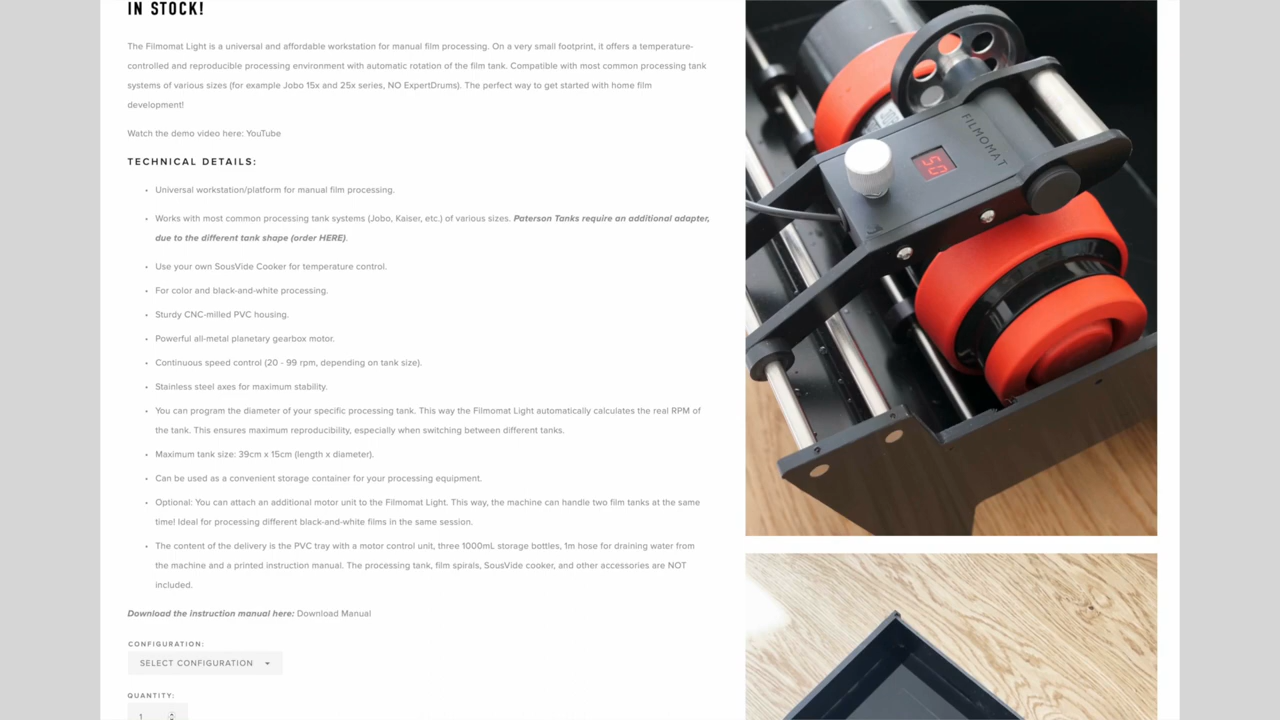 IN STOCK!
The Filmomat Light is a universal and affordable workstation for manual film processing. On a very small footprint, it offers a temperature-
controlled and reproducible processing environment with automatic rotation of the film tank. Compatible with most common processing tank
systems of various sizes (for example Jobo 15x and 25x series, NO ExpertDrums). The perfect way to get started with home film
development!
Watch the demo video here: YouTube
TECHNICAL DETAILS:
• Universal workstation/platform for manual film processing.
• Works with most common processing tank systems (Jobo, Kaiser, etc.) of various sizes. Paterson Tanks require an additional adapter,
due to the different tank shape (order HERE).
• Use your own SousVide Cooker for temperature control.
• For color and black-and-white processing.
• Sturdy CNC-milled PVC housing.
• Powerful all-metal planetary gearbox motor.
• Continuous speed control (20 - 99 rpm, depending on tank size).
• Stainless steel axes for maximum stability.
• You can program the diameter of your specific processing tank. This way the Filmomat Light automatically calculates the real RPM of
the tank. This ensures maximum reproducibility, especially when switching between different tanks.
• Maximum tank size: 39cm x 15cm (length x diameter).
• Can be used as a convenient storage container for your processing equipment.
• Optional: You can attach an additional motor unit to the Filmomat Light. This way, the machine can handle two film tanks at the same
time! Ideal for processing different black-and-white films in the same session.
• The content of the delivery is the PVC tray with a motor control unit, three 1000mL storage bottles, 1m hose for draining water from
the machine and a printed instruction manual. The processing tank, film spirals, SousVide cooker, and other accessories are NOT
included.
Download the instruction manual here: Download Manual
CONFIGURATION:
SELECT CONFIGURATION
QUANTITY:
1
FILMOMAT
50